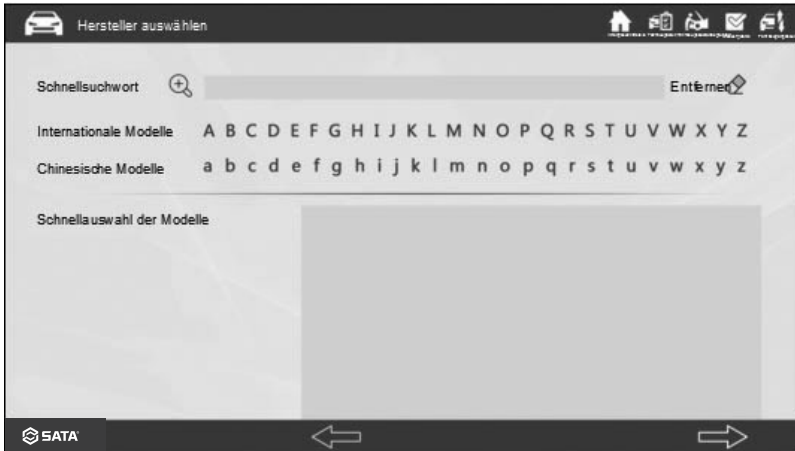 Hersteller auswählen
Schnellsuchwort
Entfernen
Internationale Modelle A B C D E F G H I J K L M N O P Q R S T U V W X Y Z
Chinesische Modelle a b c d e f g h i j k l m n o p q r s t u v w x y z
Schnellauswahl der Modelle
SATA